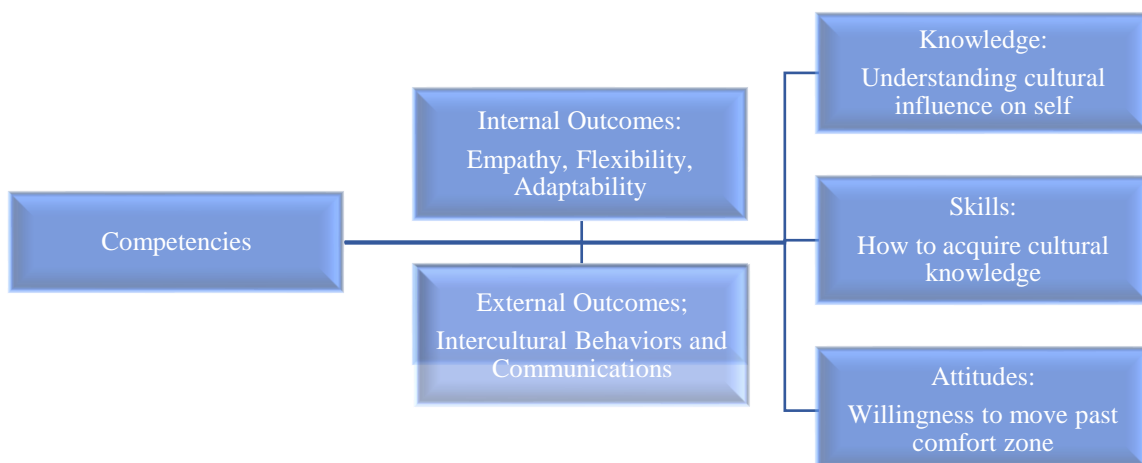 Competencies
Internal Outcomes:
Empathy, Flexibility,
Adaptability
External Outcomes;
Intercultural Behaviors and
Communications
Knowledge:
Understanding cultural
influence on self
Skills:
How to acquire cultural
knowledge
Attitudes:
Willingness to move past
comfort zone